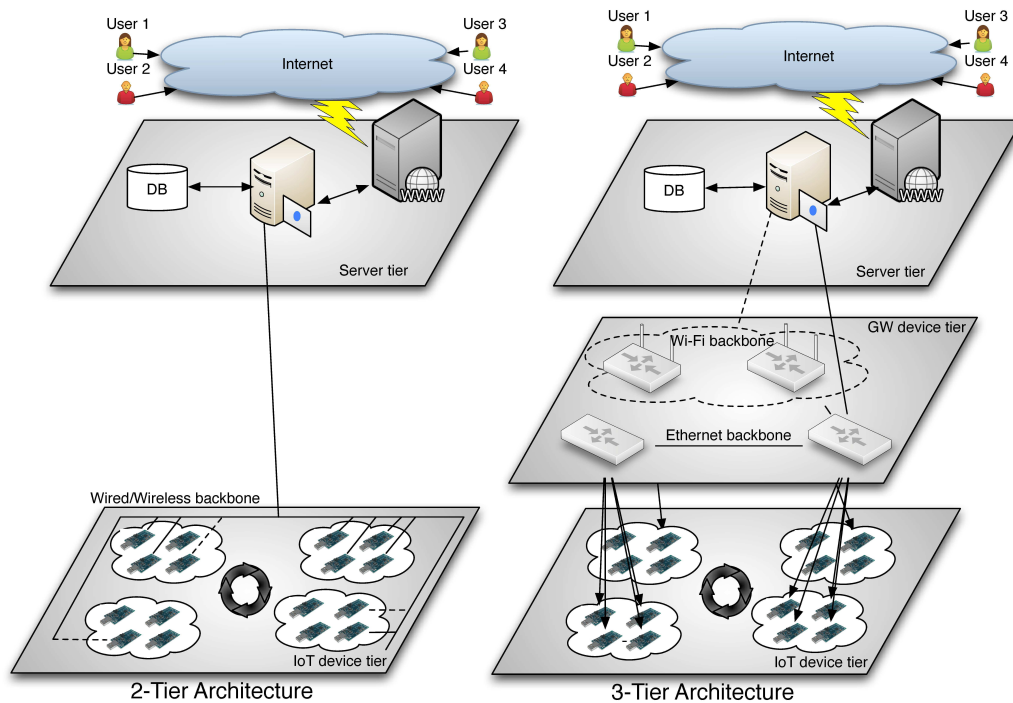 User 1
User 3
Internet
User 2
User 4
DB
WWW
Server tier
Wired/Wireless backbone
IoT device tier
2-Tier Architecture
User 1
User 3
Internet
User 2
User 4
DB
WWW
Server tier
GW device tier
Wi-Fi backbone
Ethernet backbone
IoT device tier
3-Tier Architecture